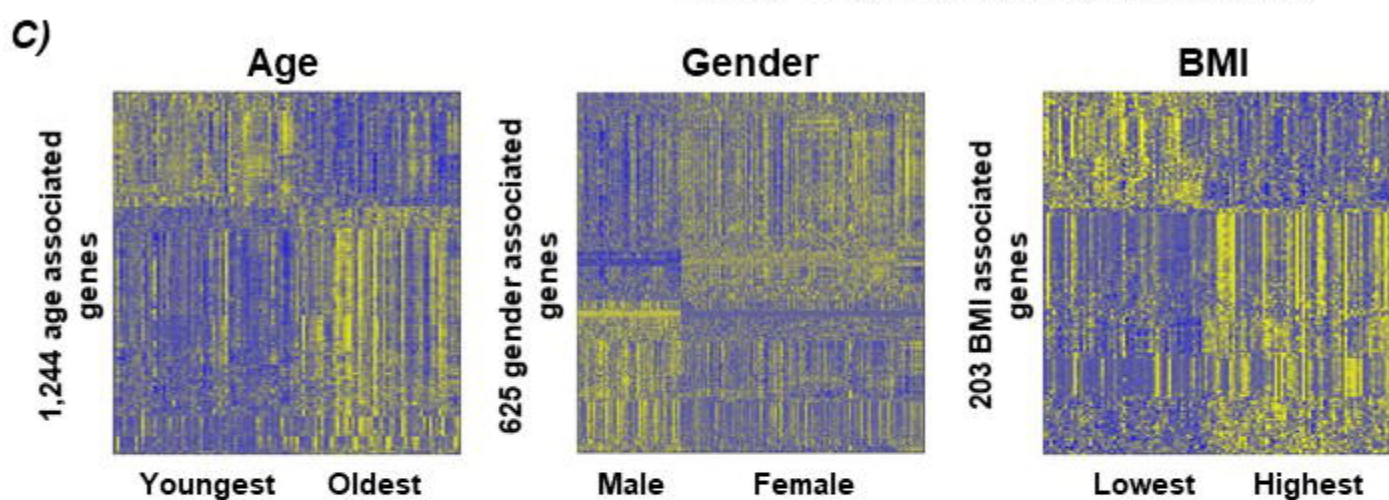 C)
Age
Gender
BMI
1,244 age associated
genes
625 gender associated
genes
203 BMI associated
genes
Youngest Oldest
Male Female
Lowest Highest